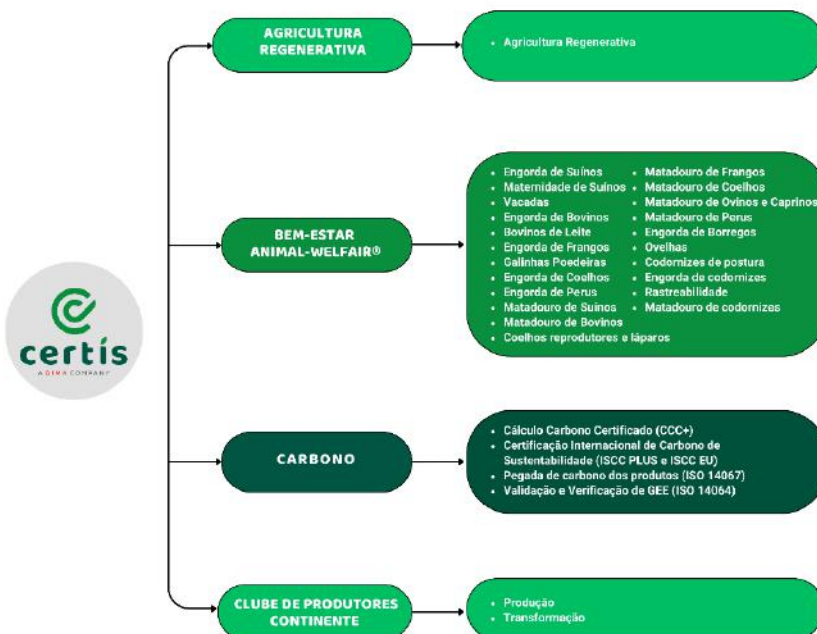 AGRICULTURA
REGENERATIVA
• Agricultura Regenerativa
BEM-ESTAR
ANIMAL-WELFAIR®
• Engorda de Suínos
• Maternidade de Suínos
• Vacadas
• Engorda de Bovinos
• Bovinos de Leite
• Engorda de Frangos
• Galinhas Poedeiras
• Engorda de Coelhos
• Engorda de Perus
• Matadouro de Suínos
• Matadouro de Bovinos
• Coelhos reprodutores e láparos
• Matadouro de Frangos
• Matadouro de Coelhos
• Matadouro de Ovinos e Caprinos
• Matadouro de Perus
• Engorda de Borregos
• Ovelhas
• Codornizes de postura
• Engorda de codornizes
• Rastreabilidade
• Matadouro de codornizes
certis
A QIMA COMPANY
CARBONO
• Cálculo Carbono Certificado (CCC+)
• Certificação Internacional de Carbono de
Sustentabilidade (ISCC PLUS e ISCC EU)
• Pegada de carbono dos produtos (ISO 14067)
• Validação e Verificação de GEE (ISO 14064)
CLUBE DE PRODUTORES
CONTINENTE
• Produção
• Transformação